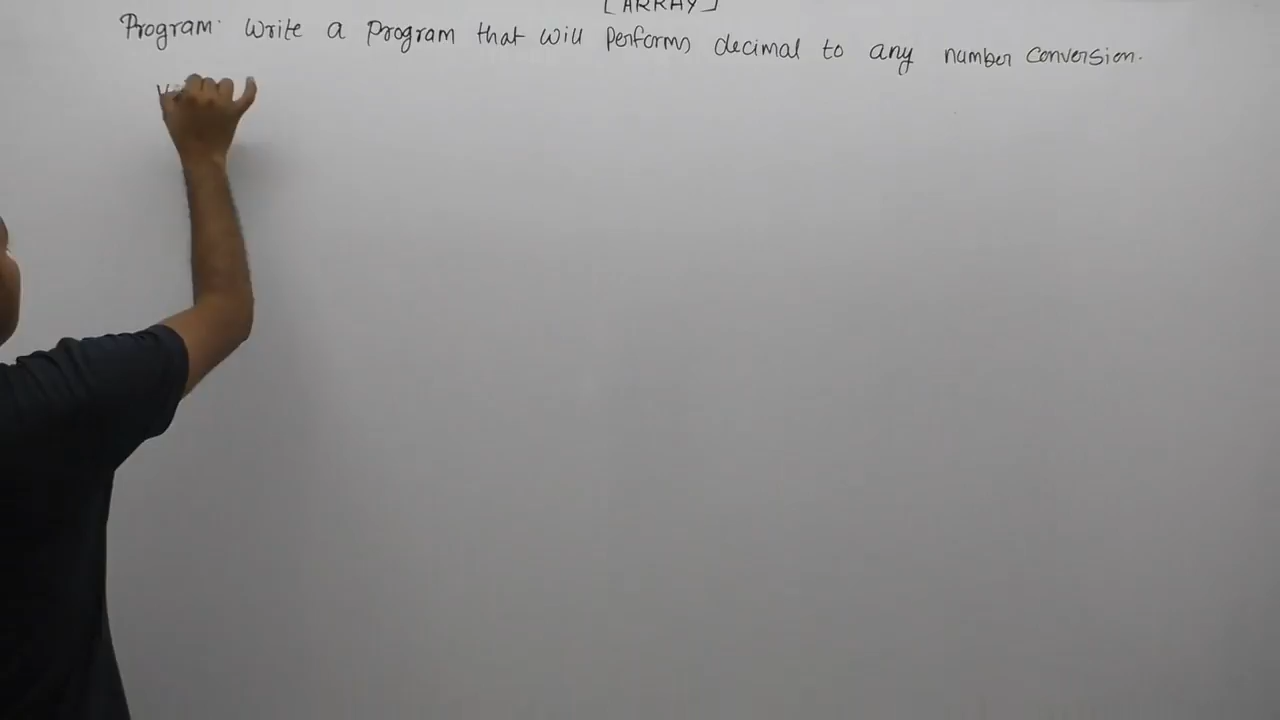 [ARRAY]
Program: Write a Program that will Performs decimal to any number conversion.